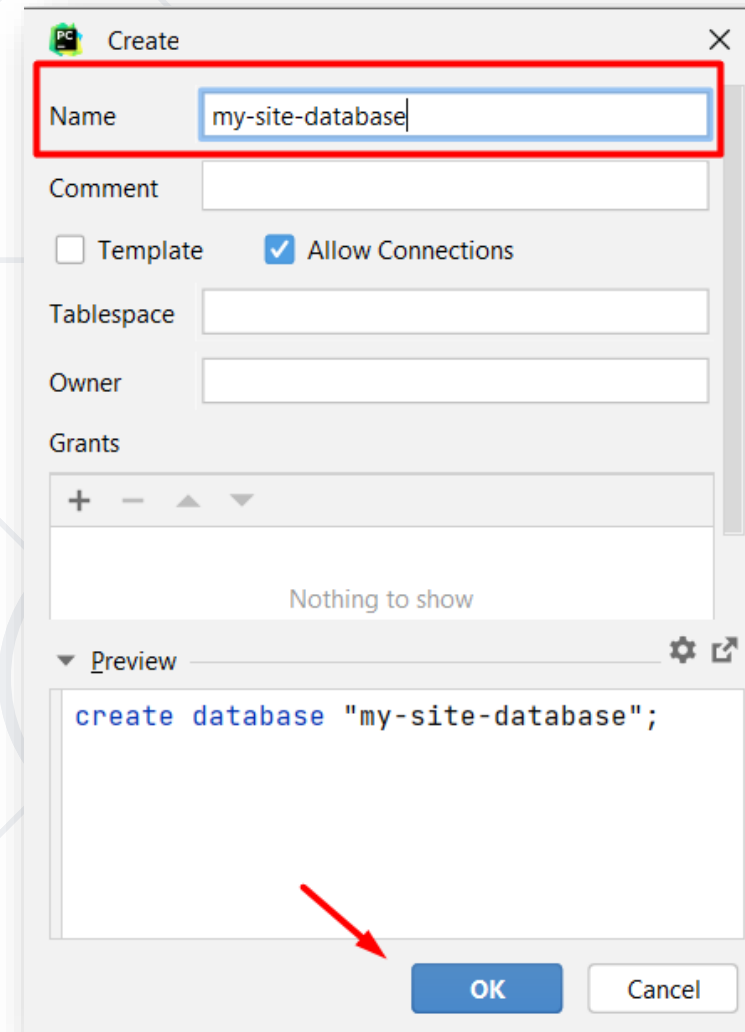 PC
Create
Name my-site-database
Comment
Template Allow Connections
Tablespace
Owner
Grants
Nothing to show
Preview
create database "my-site-database";
OK Cancel